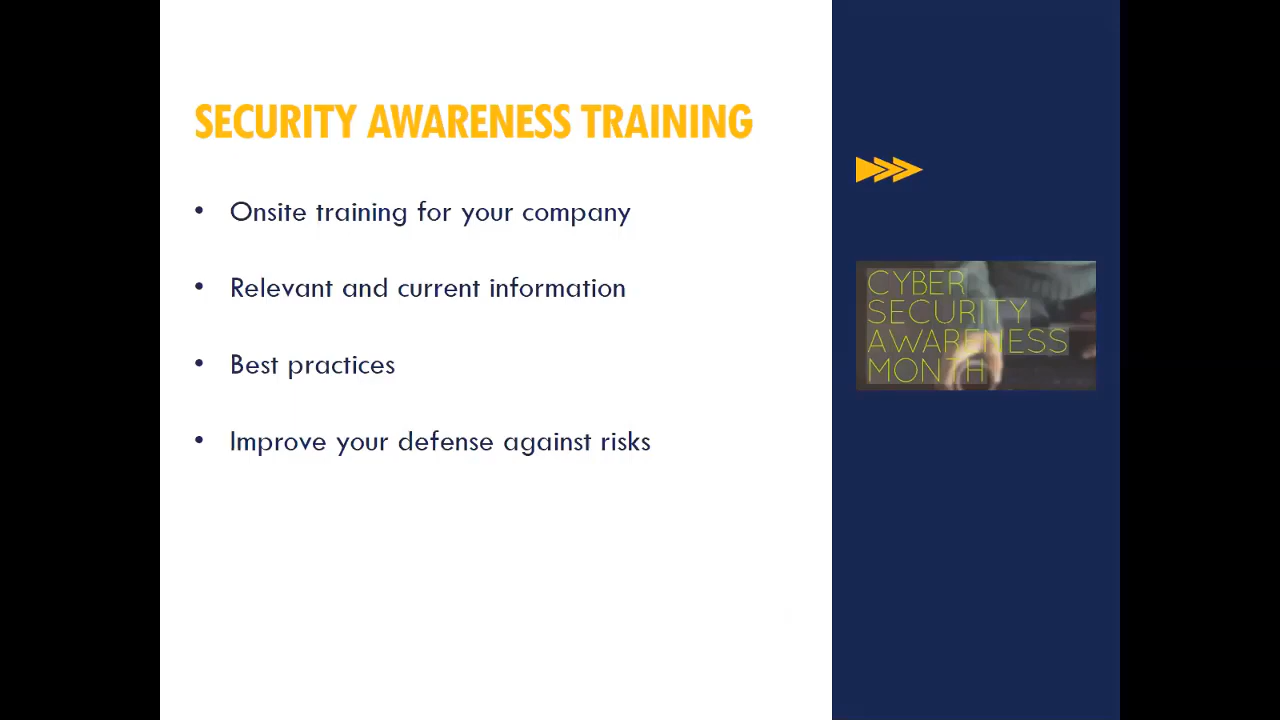 SECURITY AWARENESS TRAINING
• Onsite training for your company
• Relevant and current information
• Best practices
• Improve your defense against risks
CYBER
SECURITY
AWARENESS
MONTH